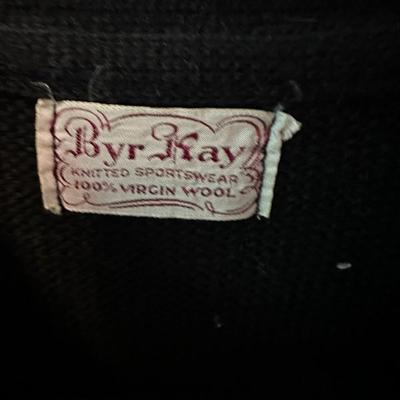 Byr Kay
KNITTED SPORTSWEAR
100% VIRGIN WOOL